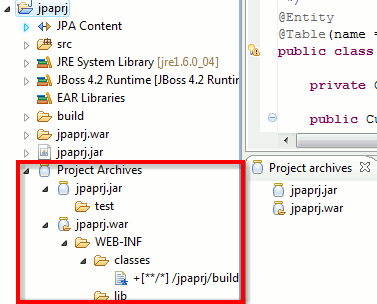 jpaprj
JPA Content
src
JRE System Library [jre1.6.0_04]
JBoss 4.2 Runtime [JBoss 4.2 Runtim
EAR Libraries
build
jpaprj.war
jpaprj.jar
Project Archives
jpaprj.jar
test
jpaprj.war
WEB-INF
classes
+[**/*] /jpaprj/build
lib
*/
@Entity
@Table(name =
public class
private C
public Cu
Project archives
jpaprj.jar
jpaprj.war